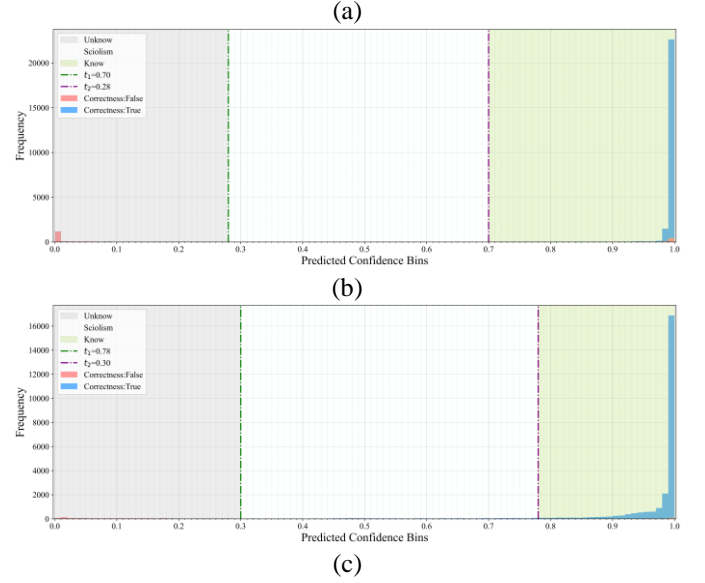 (a)
Unknow
Sciolism
Know
t₁=0.70
t₂=0.28
Correctness:False
Correctness:True
Frequency
20000
15000
10000
5000
0
0.0 0.1 0.2 0.3 0.4 0.5 0.6 0.7 0.8 0.9 1.0
Predicted Confidence Bins
(b)
Unknow
Sciolism
Know
t₁=0.78
t₂=0.30
Correctness:False
Correctness:True
Frequency
16000
14000
12000
10000
8000
6000
4000
2000
0
0.0 0.1 0.2 0.3 0.4 0.5 0.6 0.7 0.8 0.9 1.0
Predicted Confidence Bins
(c)